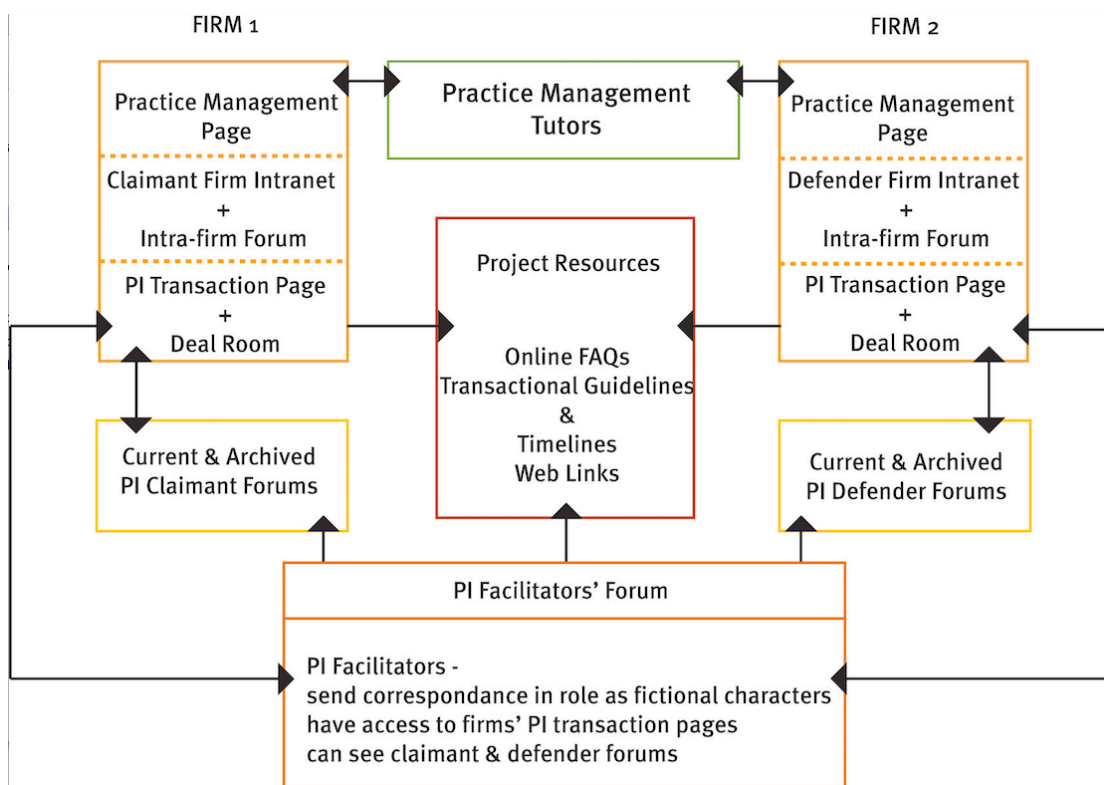 FIRM 1
FIRM 2
Practice Management
Page
Claimant Firm Intranet
+
Intra-firm Forum
PI Transaction Page
+
Deal Room
Practice Management
Tutors
Practice Management
Page
Defender Firm Intranet
+
Intra-firm Forum
PI Transaction Page
+
Deal Room
Project Resources
Online FAQs
Transactional Guidelines
&
Timelines
Web Links
Current & Archived
PI Claimant Forums
Current & Archived
PI Defender Forums
PI Facilitators’ Forum
PI Facilitators -
send correspondance in role as fictional characters
have access to firms’ PI transaction pages
can see claimant & defender forums